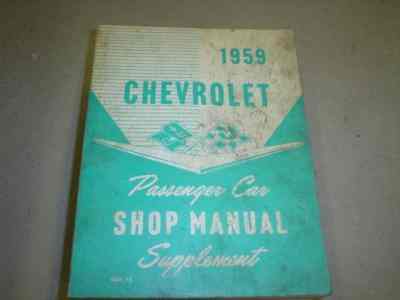 1959
CHEVROLET
Passenger Car
SHOP MANUAL
Supplement